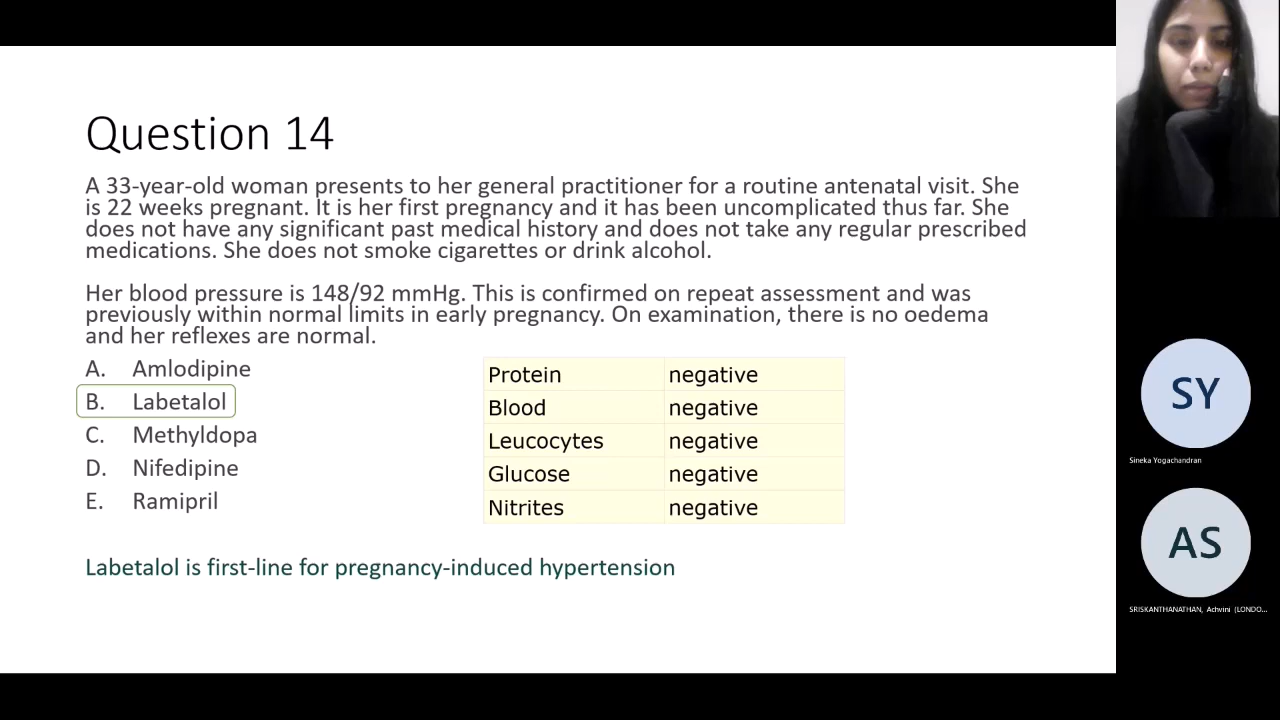 Question 14
A 33-year-old woman presents to her general practitioner for a routine antenatal visit. She
is 22 weeks pregnant. It is her first pregnancy and it has been uncomplicated thus far. She
does not have any significant past medical history and does not take any regular prescribed
medications. She does not smoke cigarettes or drink alcohol.
Her blood pressure is 148/92 mmHg. This is confirmed on repeat assessment and was
previously within normal limits in early pregnancy. On examination, there is no oedema
and her reflexes are normal.
A. Amlodipine
B. Labetalol
C. Methyldopa
D. Nifedipine
E. Ramipril
Protein negative
Blood negative
Leucocytes negative
Glucose negative
Nitrites negative
Labetalol is first-line for pregnancy-induced hypertension
SY
Sineka Yogachandran
AS
SRISKANTHANATHAN, Achvini (LONDO...